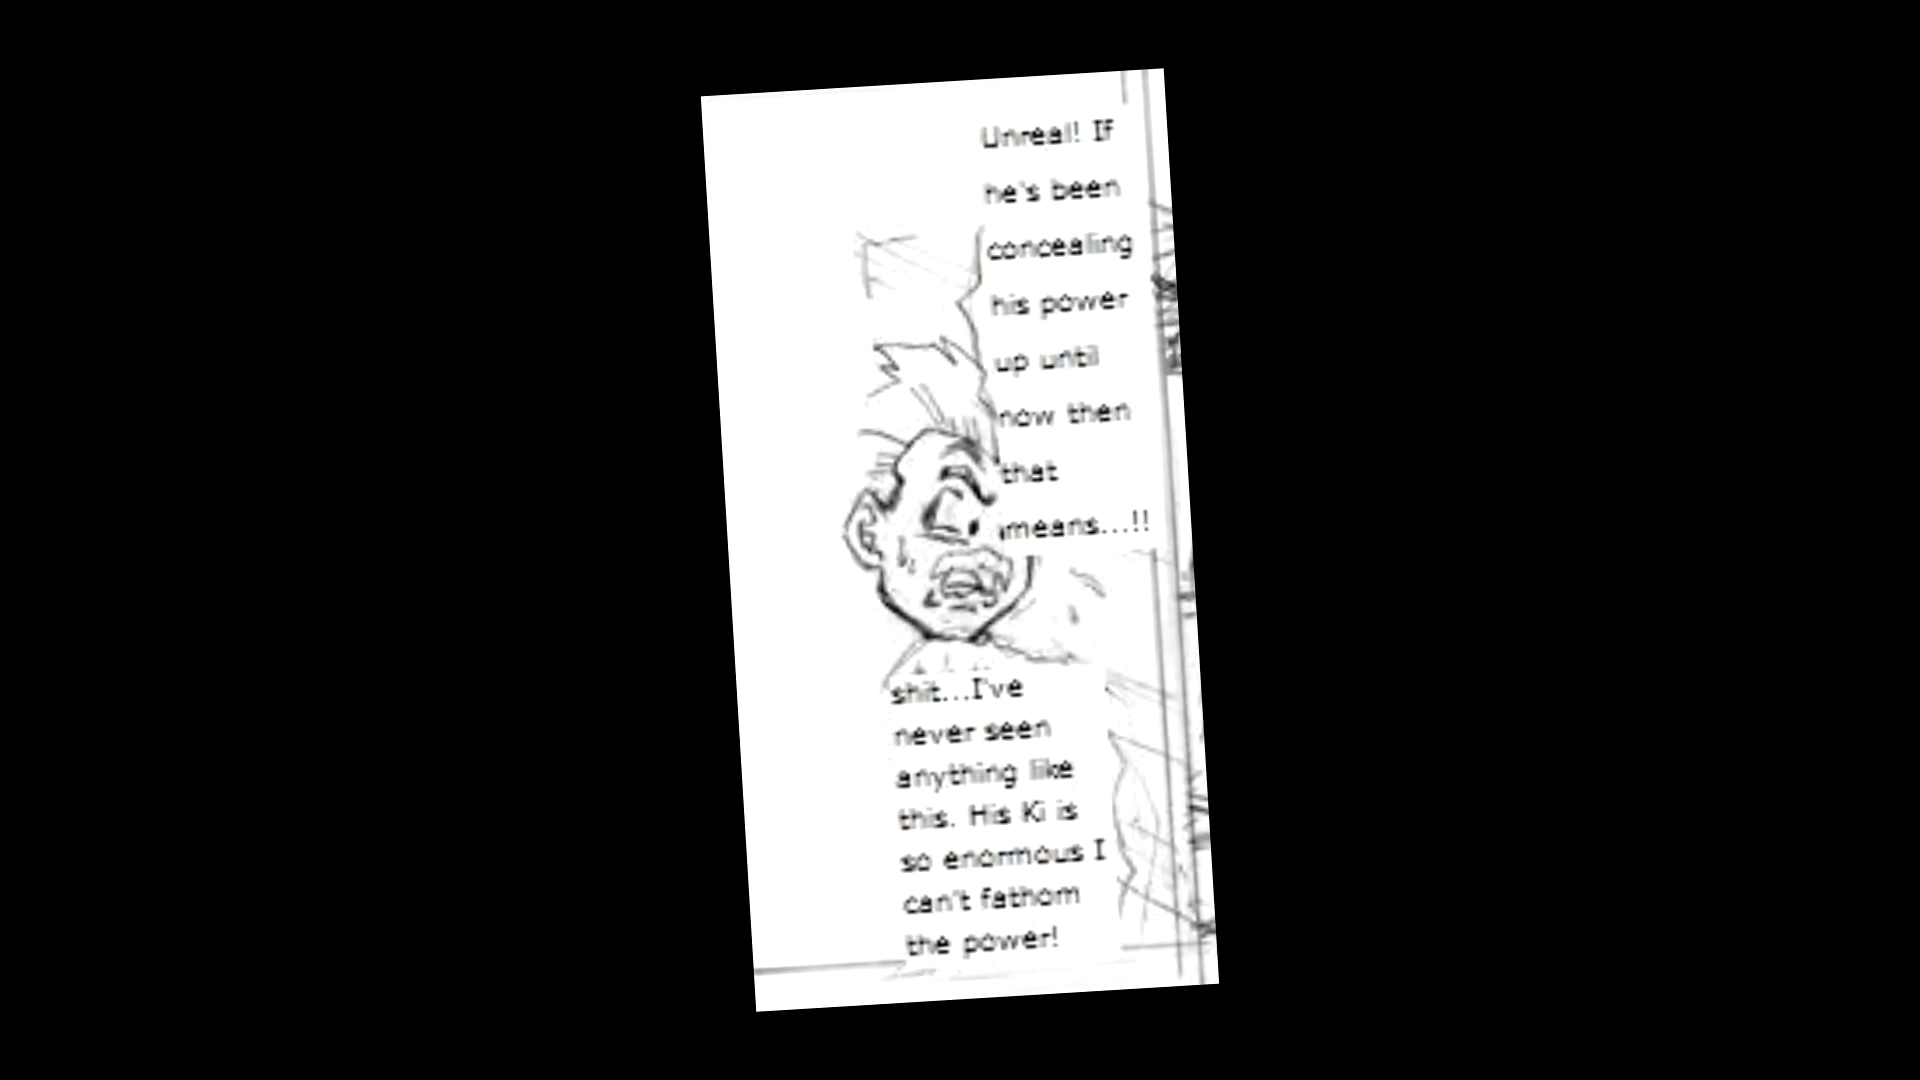 Unreal! If
he's been
concealing
his power
up until
now then
that
means...!!
shit...I've
never seen
anything like
this. His Ki is
so enormous I
can't fathom
the power!